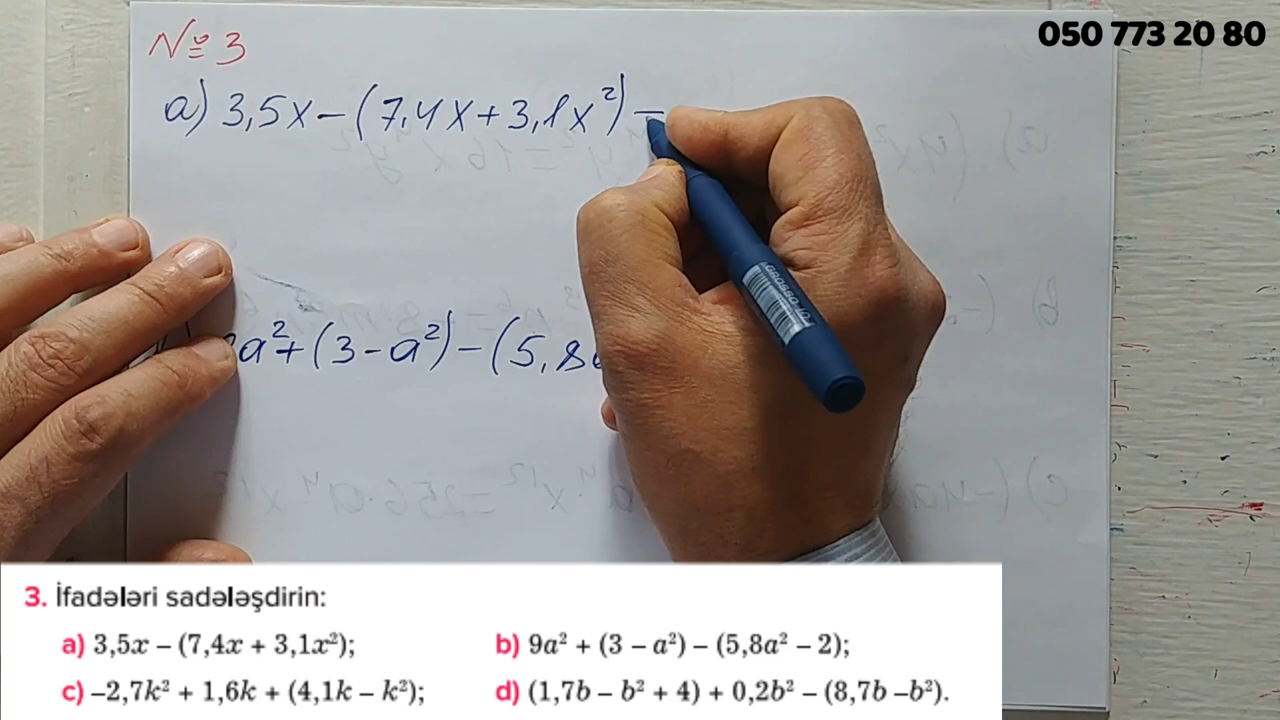 050 773 20 80
№ 3
a) 3,5x - (7,4x + 3,1x²) =
a² + (3 - a²) - (5,8
3. İfadələri sadələşdirin:
a) 3,5x – (7,4x + 3,1x²);
b) 9a² + (3 – a²) – (5,8a² – 2);
c) –2,7k² + 1,6k + (4,1k – k²);
d) (1,7b – b² + 4) + 0,2b² – (8,7b –b²).